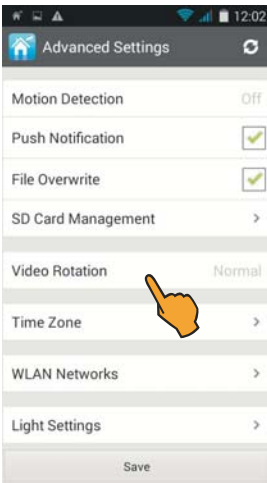 12:02
Advanced Settings
Motion Detection Off
Push Notification
File Overwrite
SD Card Management
Video Rotation Normal
Time Zone
WLAN Networks
Light Settings
Save